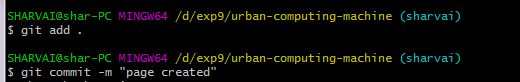 SHARVAI@shar-PC MINGW64 /d/exp9/urban-computing-machine (sharvai)
$ git add .
SHARVAI@shar-PC MINGW64 /d/exp9/urban-computing-machine (sharvai)
$ git commit -m "page created"